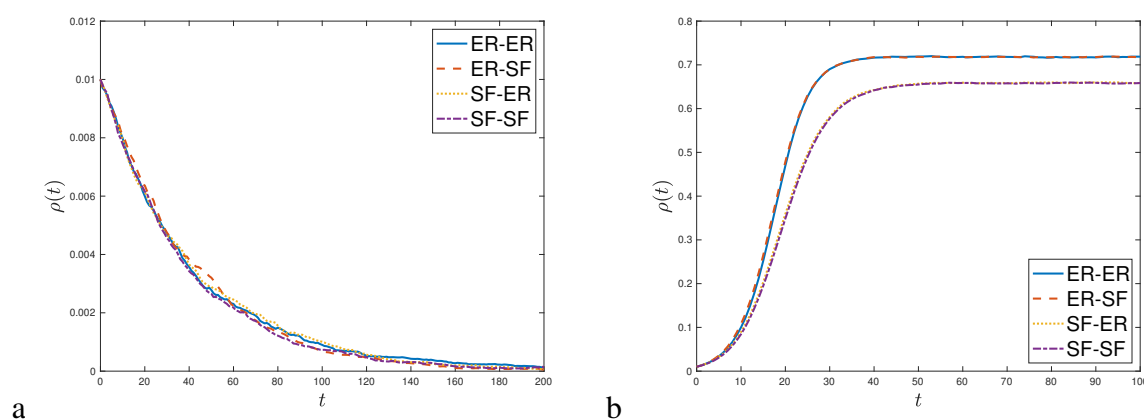 0.012
0.01
0.008
0.006
0.004
0.002
0
ρ(t)
0 20 40 60 80 100 120 140 160 180 200
t
ER-ER
ER-SF
SF-ER
SF-SF
a
0.8
0.7
0.6
0.5
0.4
0.3
0.2
0.1
0
ρ(t)
0 10 20 30 40 50 60 70 80 90 100
t
ER-ER
ER-SF
SF-ER
SF-SF
b